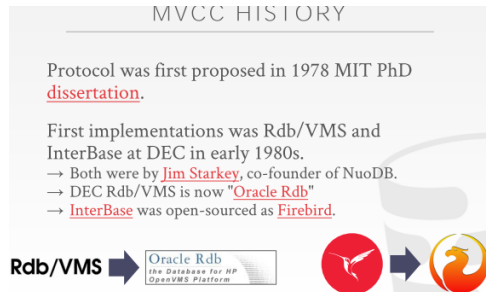 MVCC HISTORY
Protocol was first proposed in 1978 MIT PhD
dissertation.
First implementations was Rdb/VMS and
InterBase at DEC in early 1980s.
→ Both were by Jim Starkey, co-founder of NuoDB.
→ DEC Rdb/VMS is now "Oracle Rdb"
→ InterBase was open-sourced as Firebird.
Rdb/VMS
Oracle Rdb
the Database for HP
OpenVMS Platform